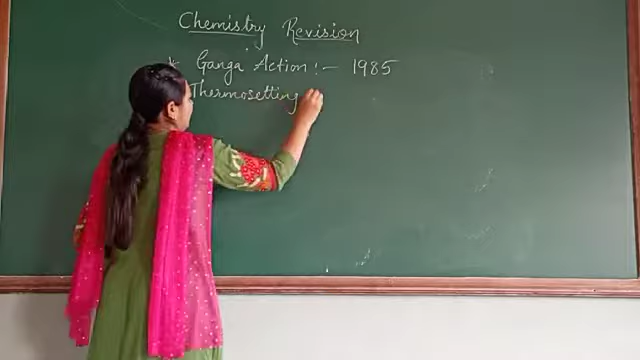 Chemistry Revision
* Ganga Action :- 1985
Thermosetting